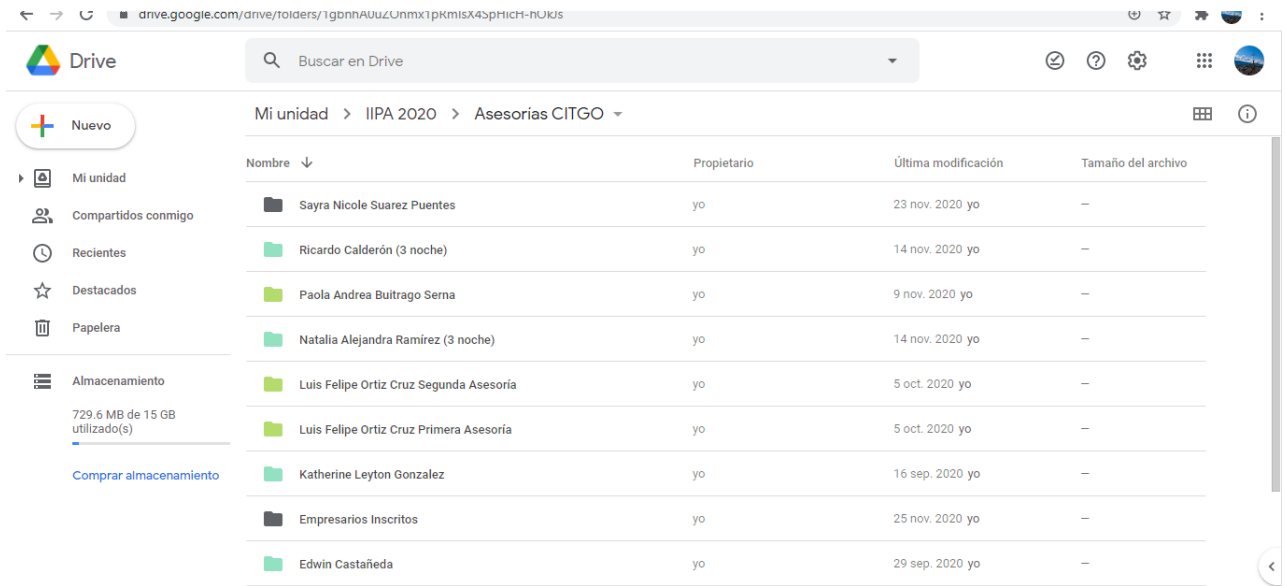 drive.google.com/drive/folders/1gbnhA0uZOnmx1pRmIsX4SpHicH-hOkJs
Drive
Buscar en Drive
Nuevo
Mi unidad > IIPA 2020 > Asesorías CITGO
Nombre Propietario Última modificación Tamaño del archivo
Mi unidad
Compartidos conmigo
Recientes
Destacados
Papelera
Almacenamiento
729.6 MB de 15 GB
utilizado(s)
Comprar almacenamiento
Sayra Nicole Suarez Puentes yo 23 nov. 2020 yo —
Ricardo Calderón (3 noche) yo 14 nov. 2020 yo —
Paola Andrea Buitrago Serna yo 9 nov. 2020 yo —
Natalia Alejandra Ramírez (3 noche) yo 14 nov. 2020 yo —
Luis Felipe Ortiz Cruz Segunda Asesoría yo 5 oct. 2020 yo —
Luis Felipe Ortiz Cruz Primera Asesoría yo 5 oct. 2020 yo —
Katherine Leyton Gonzalez yo 16 sep. 2020 yo —
Empresarios Inscritos yo 25 nov. 2020 yo —
Edwin Castañeda yo 29 sep. 2020 yo —